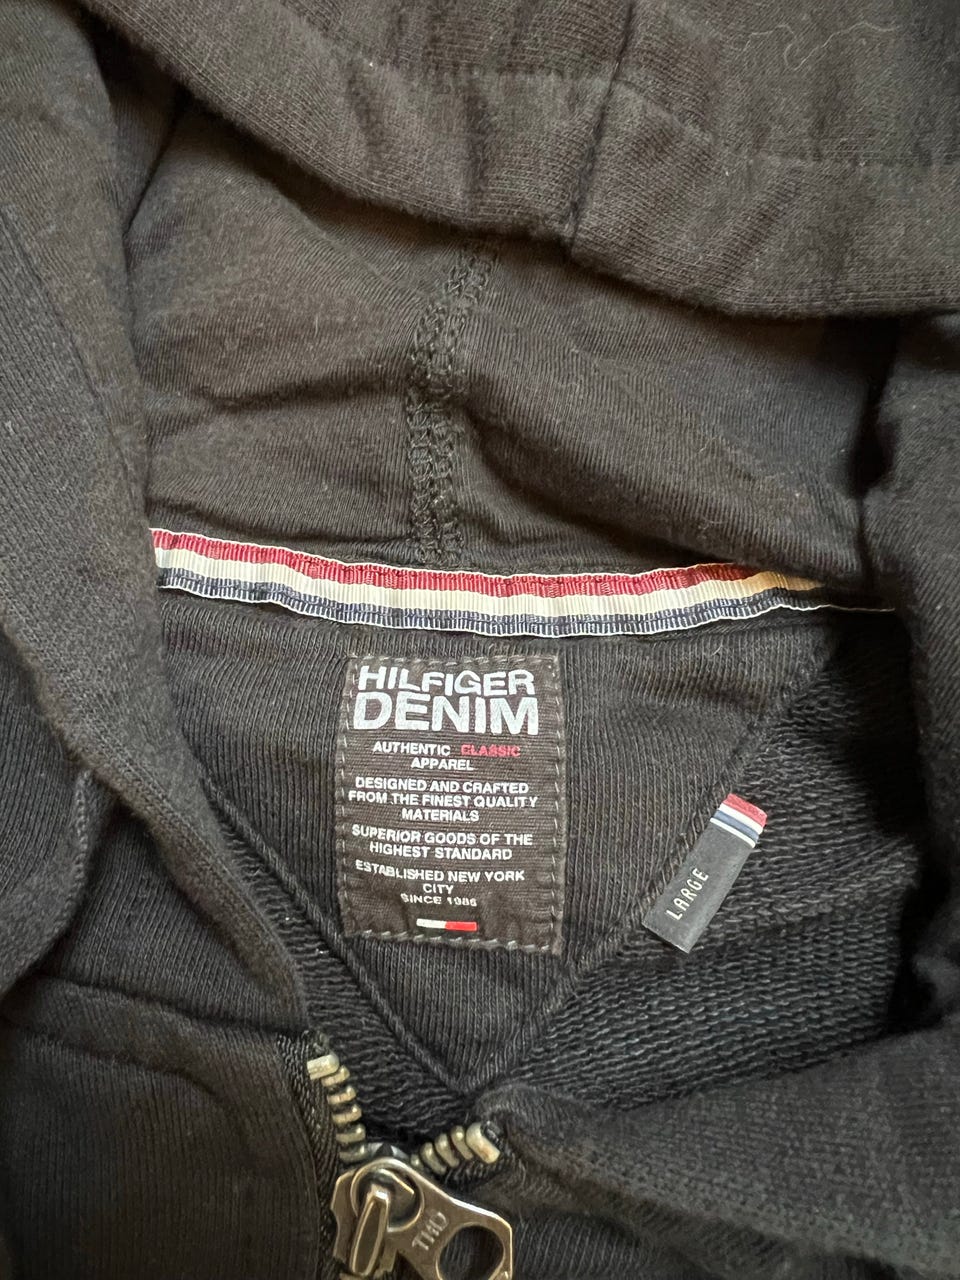 HILFIGER
DENIM
AUTHENTIC CLASSIC
APPAREL
DESIGNED AND CRAFTED
FROM THE FINEST QUALITY
MATERIALS
SUPERIOR GOODS OF THE
HIGHEST STANDARD
ESTABLISHED NEW YORK
CITY
SINCE 1985
LARGE
THD